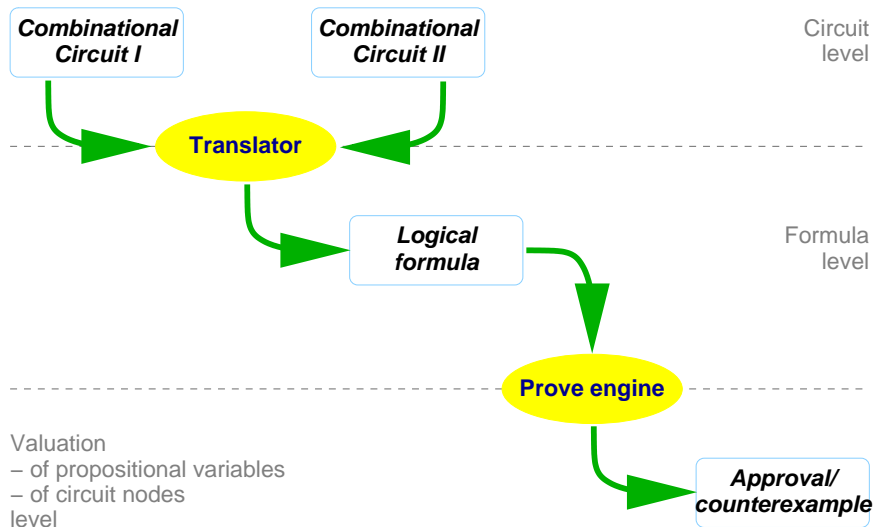 Combinational
Circuit I
Combinational
Circuit II
Circuit
level
Translator
Logical
formula
Formula
level
Prove engine
Valuation
– of propositional variables
– of circuit nodes
level
Approval/
counterexample